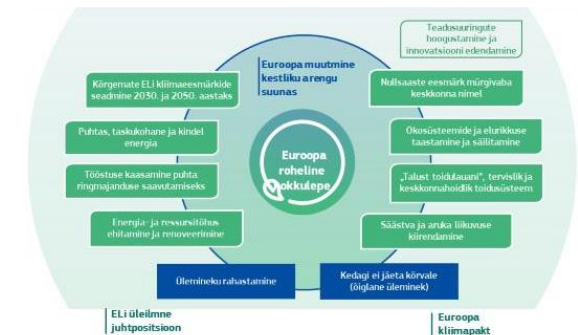 Teadusuuringute
hoogustamine ja
innovatsiooni edendamine
Euroopa muutmine
kestliku arengu
suunas
Kõrgemate ELi kliimaeesmärkide
seadmine 2030. ja 2050. aastaks
Nullsaaste eesmärk mürgivaba
keskkonna nimel
Puhtas, taskukohane ja kindel
energia
Ökosüsteemide ja elurikkuse
taastamine ja säilitamine
Euroopa
roheline
kokkulepe
Tööstuse kaasamine puhta
ringmajanduse saavutamiseks
„Talust toidulauani“, tervislik ja
keskkonnahoidlik toidusüsteem
Energia- ja ressursitõhus
ehitamine ja renoveerimine
Säästva ja aruka liikuvuse
kiirendamine
Ülemineku rahastamine
Kedagi ei jäeta kõrvale
(õiglane üleminek)
ELi üleilmne
juhtpositsioon
Euroopa
kliimapakt